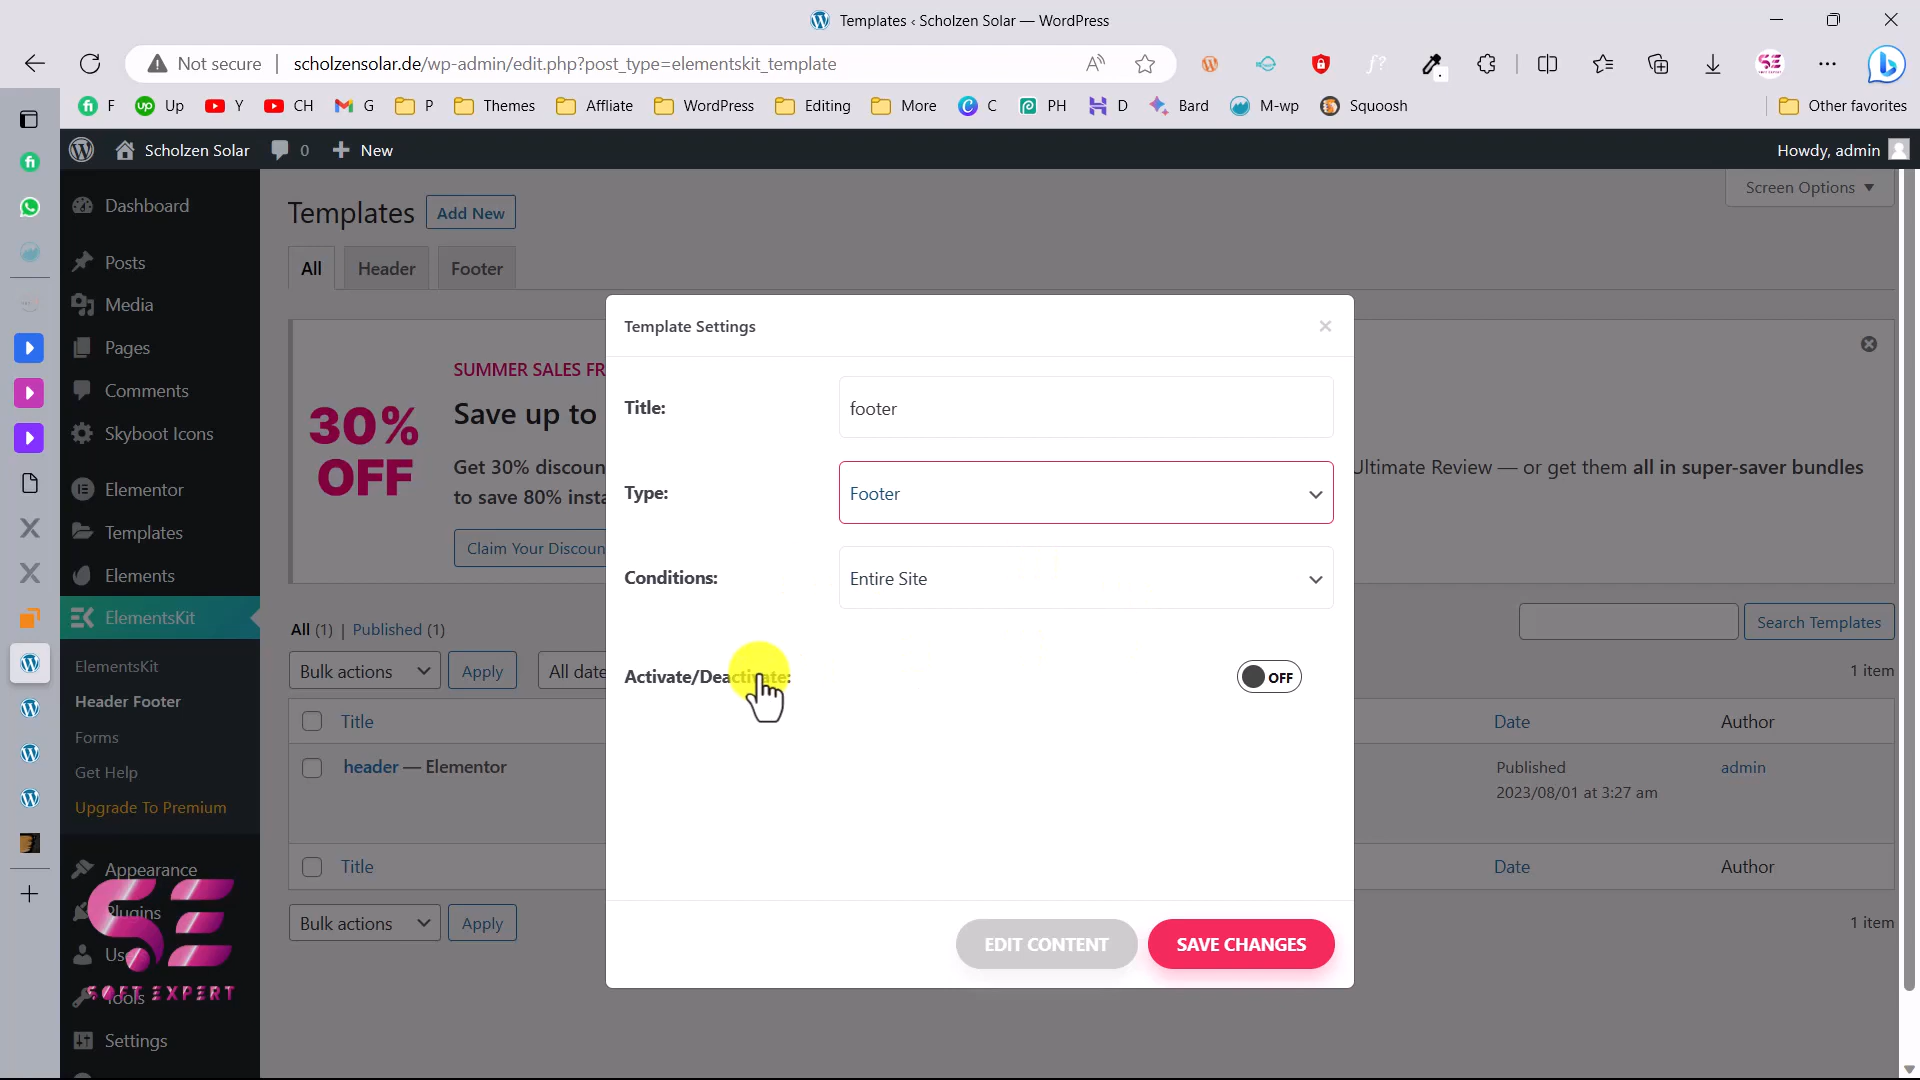 Templates ‹ Scholzen Solar — WordPress
Not secure scholzensolar.de/wp-admin/edit.php?post_type=elementskit_template
F Up Y CH G P Themes Affliate WordPress Editing More C PH D Bard M-wp Squoosh Other favorites
Scholzen Solar 0 New Howdy, admin
Screen Options
Dashboard
Posts
Media
Pages
Comments
Skyboot Icons
Elementor
Templates
Elements
ElementsKit
ElementsKit
Header Footer
Forms
Get Help
Upgrade To Premium
Appearance
Plugins
Tools
Settings
SE
SOFT EXPERT
Templates Add New
All Header Footer
30%
OFF
SUMMER SALES FR
Save up to
Get 30% discoun
to save 80% insta
Claim Your Discoun
Ultimate Review — or get them all in super-saver bundles
All (1) | Published (1)
Search Templates
Bulk actions Apply All date
1 item
Title Date Author
header — Elementor Published admin
2023/08/01 at 3:27 am
Title Date Author
Bulk actions Apply 1 item
Template Settings
Title: footer
Type: Footer
Conditions: Entire Site
Activate/Deactivate: OFF
EDIT CONTENT SAVE CHANGES